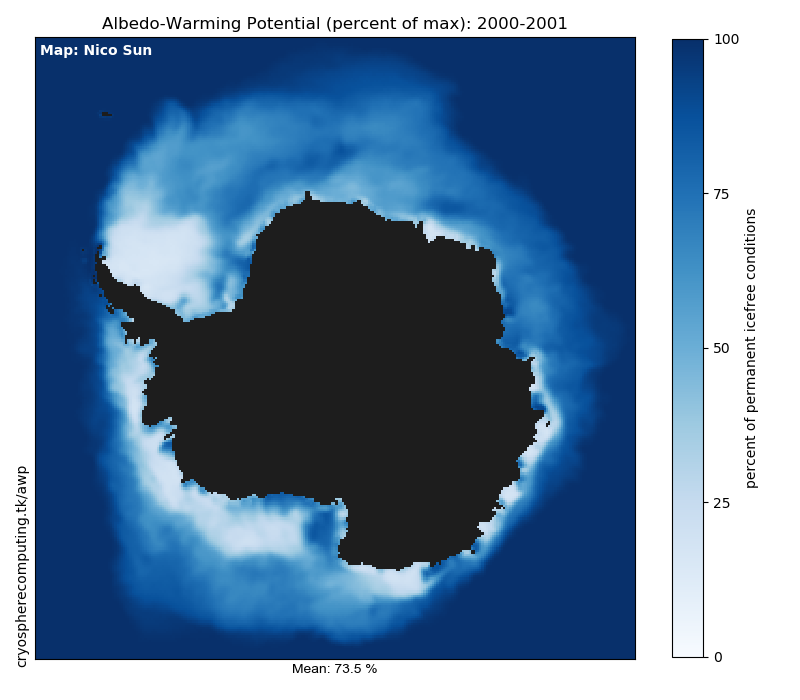 Albedo-Warming Potential (percent of max): 2000-2001
Map: Nico Sun
100
75
50
25
0
percent of permanent icefree conditions
cryospherecomputing.tk/awp
Mean: 73.5 %